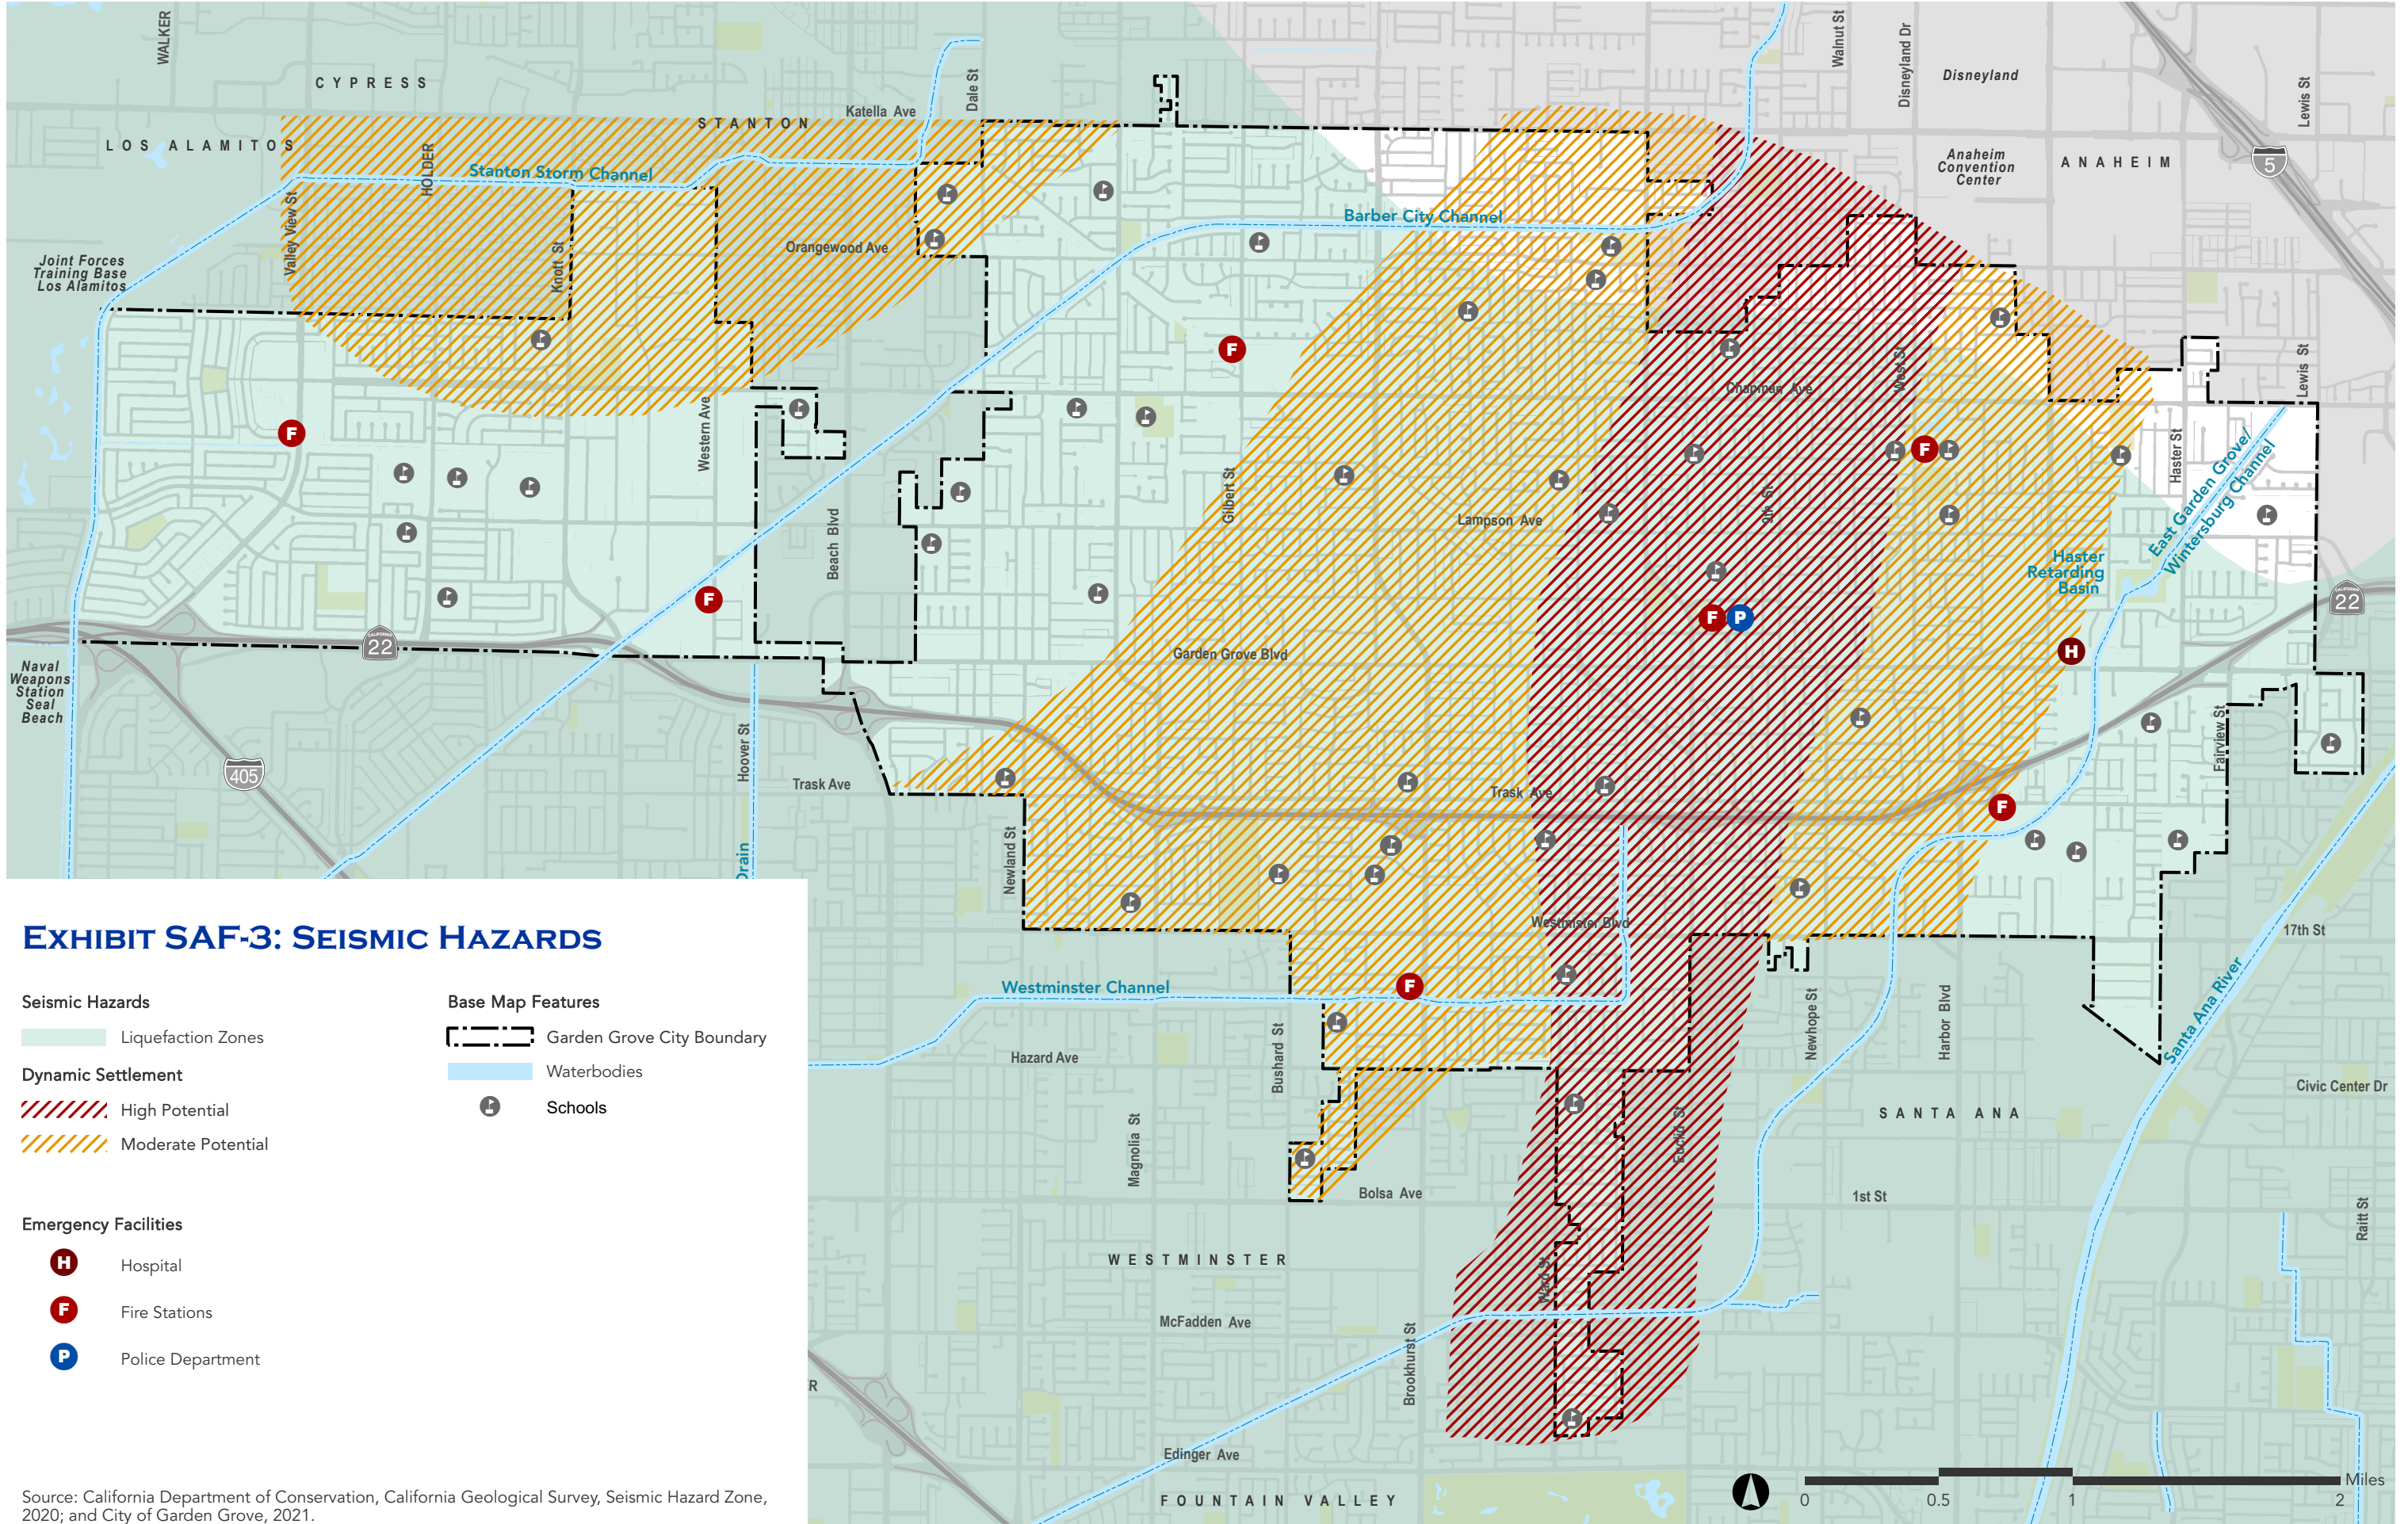 WALKER
CYPRESS
Katella Ave
Dale St
Walnut St
Disneyland Dr
Disneyland
Lewis St
LOS ALAMITOS
STANTON
HOLDER
Stanton Storm Channel
Anaheim
Convention
Center
ANAHEIM
5
Valley View St
Knott St
Orangewood Ave
Barber City Channel
Joint Forces
Training Base
Los Alamitos
F
West St
Chapman Ave
Lewis St
F
Western Ave
F
Haster St
Gilbert St
Lampson Ave
9th St
East Garden Grove/
Wintersburg Channel
Beach Blvd
Haster
Retarding
Basin
F
F P
CALIFORNIA
22
CALIFORNIA
22
Garden Grove Blvd
H
Naval
Weapons
Station
Seal
Beach
405
Hoover St
Trask Ave
Trask Ave
Fairview St
F
Drain
Newland St
Westminster Blvd
17th St
EXHIBIT SAF-3: SEISMIC HAZARDS
Westminster Channel
F
Seismic Hazards
Liquefaction Zones
Dynamic Settlement
High Potential
Moderate Potential
Base Map Features
Garden Grove City Boundary
Waterbodies
Schools
Hazard Ave
Bushard St
Newhope St
Harbor Blvd
Santa Ana River
Civic Center Dr
Magnolia St
Euclid St
SANTA ANA
Bolsa Ave
1st St
Raitt St
Emergency Facilities
H Hospital
F Fire Stations
P Police Department
WESTMINSTER
Ward St
McFadden Ave
Brookhurst St
R
Edinger Ave
FOUNTAIN VALLEY
Miles
0 0.5 1 2
Source: California Department of Conservation, California Geological Survey, Seismic Hazard Zone,
2020; and City of Garden Grove, 2021.